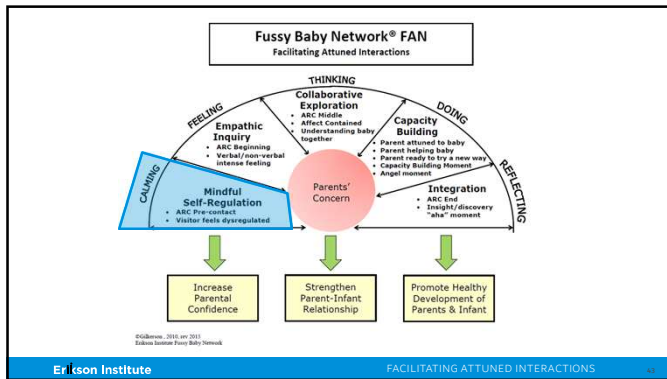 Fussy Baby Network® FAN
Facilitating Attuned Interactions
CALMING
FEELING
THINKING
DOING
REFLECTING
Mindful
Self-Regulation
• ARC Pre-contact
• Visitor feels dysregulated
Empathic
Inquiry
• ARC Beginning
• Verbal/non-verbal
intense feeling
Collaborative
Exploration
• ARC Middle
• Affect Contained
• Understanding baby
together
Capacity
Building
• Parent attuned to baby
• Parent helping baby
• Parent ready to try a new way
• Capacity Building Moment
• Angel moment
Integration
• ARC End
• Insight/discovery
"aha" moment
Parents'
Concern
Increase
Parental
Confidence
Strengthen
Parent-Infant
Relationship
Promote Healthy
Development of
Parents & Infant
©Gilkerson, 2010, rev 2015
Erikson Institute Fussy Baby Network
Erikson Institute
FACILITATING ATTUNED INTERACTIONS